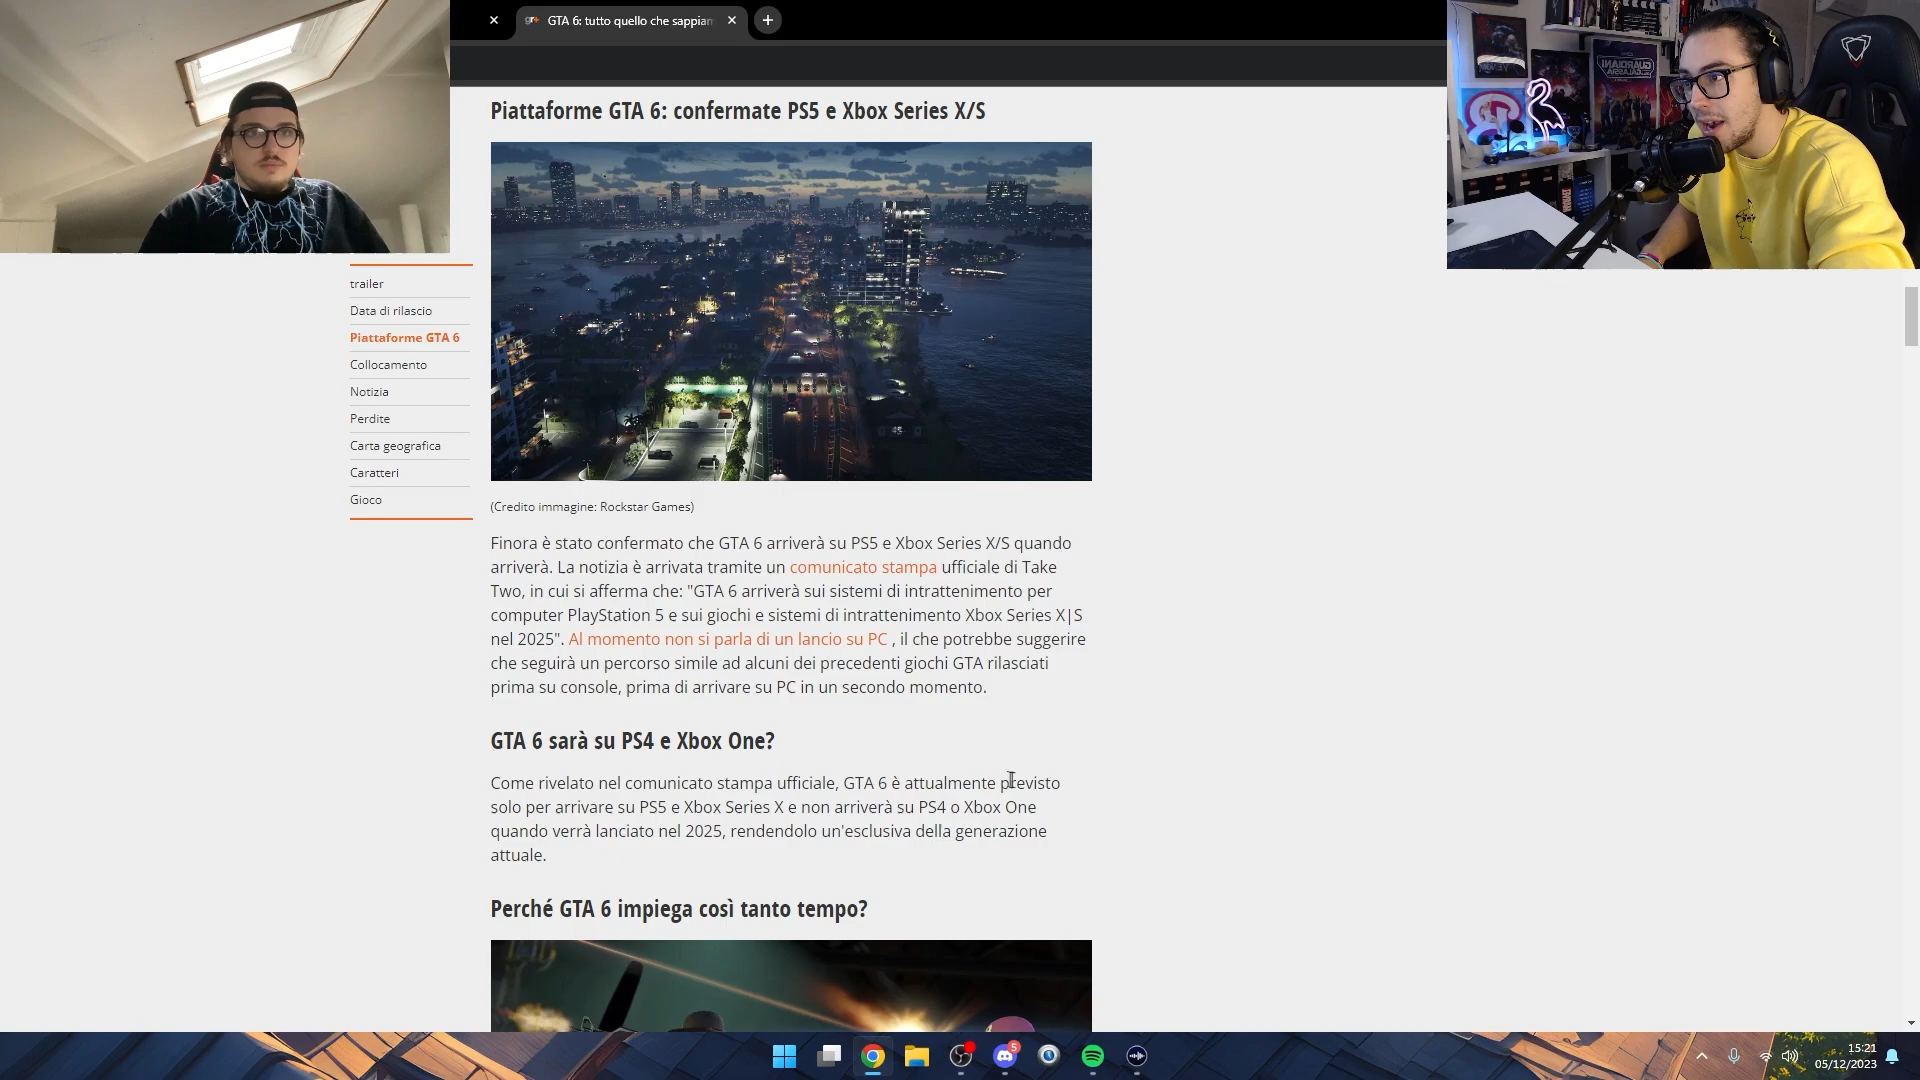 GTA 6: tutto quello che sappiam
Piattaforme GTA 6: confermate PS5 e Xbox Series X/S
trailer
Data di rilascio
Piattaforme GTA 6
Collocamento
Notizia
Perdite
Carta geografica
Caratteri
Gioco
(Credito immagine: Rockstar Games)
Finora è stato confermato che GTA 6 arriverà su PS5 e Xbox Series X/S quando
arriverà. La notizia è arrivata tramite un comunicato stampa ufficiale di Take
Two, in cui si afferma che: "GTA 6 arriverà sui sistemi di intrattenimento per
computer PlayStation 5 e sui giochi e sistemi di intrattenimento Xbox Series X|S
nel 2025". Al momento non si parla di un lancio su PC , il che potrebbe suggerire
che seguirà un percorso simile ad alcuni dei precedenti giochi GTA rilasciati
prima su console, prima di arrivare su PC in un secondo momento.
GTA 6 sarà su PS4 e Xbox One?
Come rivelato nel comunicato stampa ufficiale, GTA 6 è attualmente previsto
solo per arrivare su PS5 e Xbox Series X e non arriverà su PS4 o Xbox One
quando verrà lanciato nel 2025, rendendolo un'esclusiva della generazione
attuale.
Perché GTA 6 impiega così tanto tempo?
5
15:21
05/12/2023